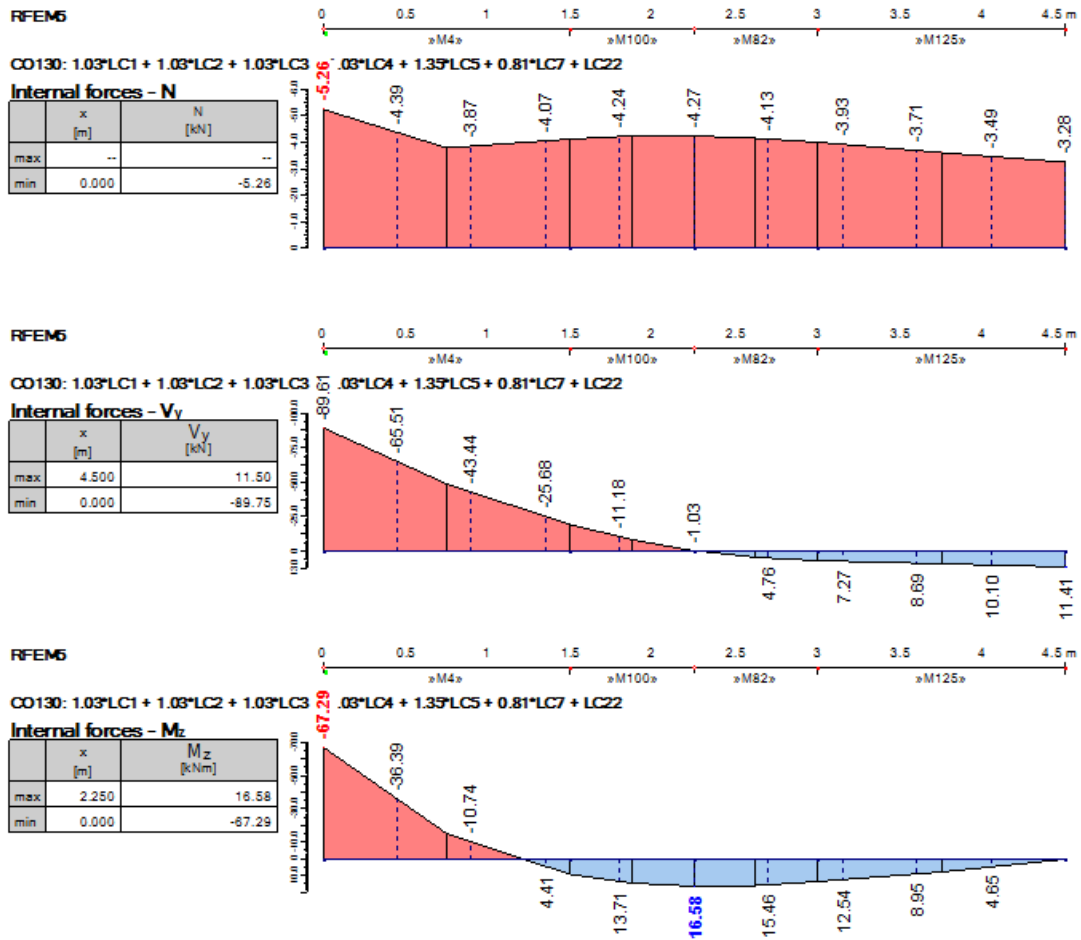 RFEM5
0 0.5 1 1.5 2 2.5 3 3.5 4 4.5 m
»M4» »M100» »M82» »M125»
CO130: 1.03*LC1 + 1.03*LC2 + 1.03*LC3 .03*LC4 + 1.35*LC5 + 0.81*LC7 + LC22
Internal forces - N
x N
[m] [kN]
max -- --
min 0.000 -5.26
-5.26 -4.39 -3.87 -4.07 -4.24 -4.27 -4.13 -3.93 -3.71 -3.49 -3.28
RFEM5
0 0.5 1 1.5 2 2.5 3 3.5 4 4.5 m
»M4» »M100» »M82» »M125»
CO130: 1.03*LC1 + 1.03*LC2 + 1.03*LC3 .03*LC4 + 1.35*LC5 + 0.81*LC7 + LC22
Internal forces - Vy
x Vy
[m] [kN]
max 4.500 11.50
min 0.000 -89.75
-89.61 -65.51 -43.44 -25.68 -11.18 -1.03
4.76 7.27 8.69 10.10 11.41
RFEM5
0 0.5 1 1.5 2 2.5 3 3.5 4 4.5 m
»M4» »M100» »M82» »M125»
CO130: 1.03*LC1 + 1.03*LC2 + 1.03*LC3 .03*LC4 + 1.35*LC5 + 0.81*LC7 + LC22
Internal forces - Mz
x Mz
[m] [kNm]
max 2.250 16.58
min 0.000 -67.29
-67.29 -36.39 -10.74
4.41 13.71 16.58 15.46 12.54 8.95 4.65